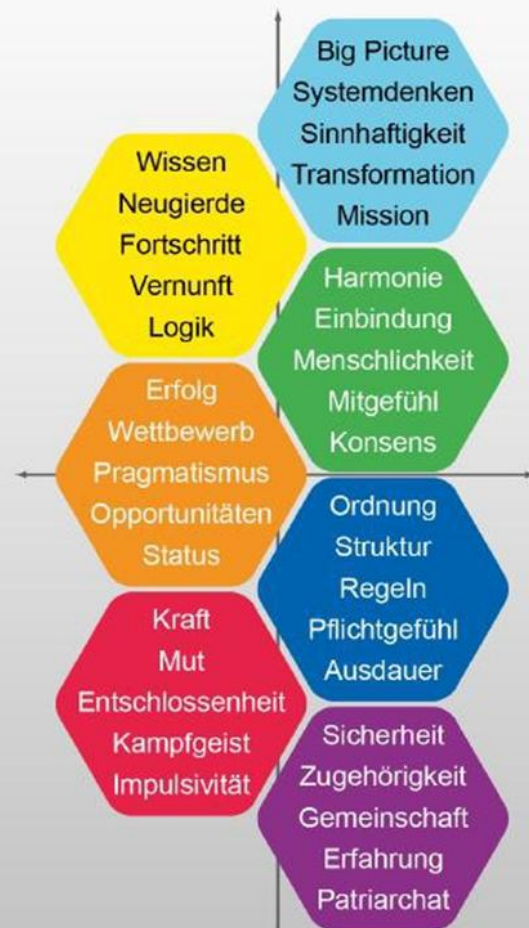 Big Picture
Systemdenken
Sinnhaftigkeit
Transformation
Mission
Wissen
Neugierde
Fortschritt
Vernunft
Logik
Harmonie
Einbindung
Menschlichkeit
Mitgefühl
Konsens
Erfolg
Wettbewerb
Pragmatismus
Opportunitäten
Status
Ordnung
Struktur
Regeln
Pflichtgefühl
Ausdauer
Kraft
Mut
Entschlossenheit
Kampfgeist
Impulsivität
Sicherheit
Zugehörigkeit
Gemeinschaft
Erfahrung
Patriarchat